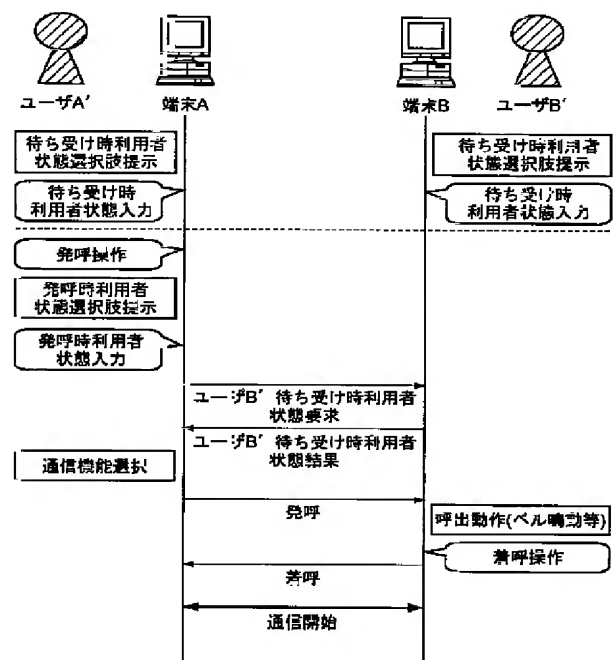 ユーザA′
端末A
端末B
ユーザB′
待ち受け時利用者
状態選択肢提示
待ち受け時利用者
状態選択肢提示
待ち受け時
利用者状態入力
待ち受け時
利用者状態入力
発呼操作
発呼時利用者
状態選択肢提示
発呼時利用者
状態入力
ユーザB′ 待ち受け時利用者
状態要求
ユーザB′ 待ち受け時利用者
状態結果
通信機能選択
発呼
呼出動作(ベル鳴動等)
着呼操作
着呼
通信開始